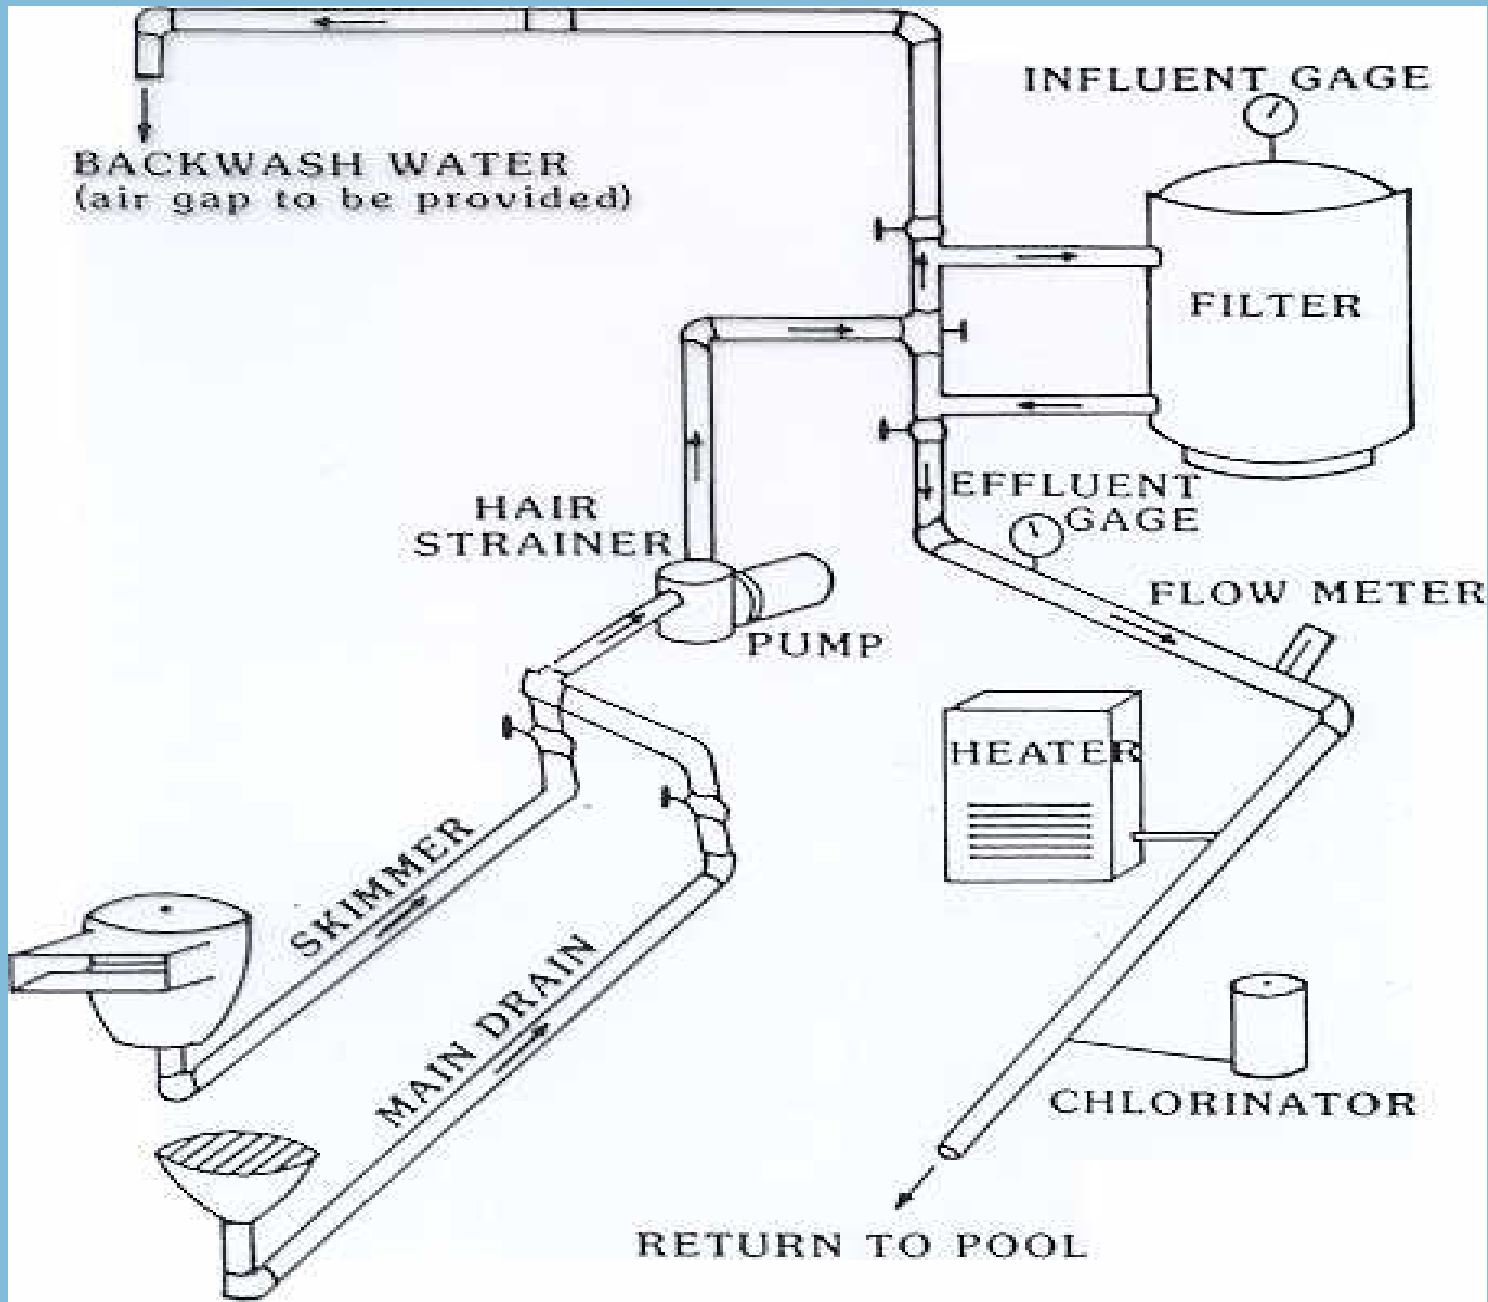 INFLUENT GAGE
BACKWASH WATER
(air gap to be provided)
FILTER
EFFLUENT
GAGE
HAIR
STRAINER
FLOW METER
PUMP
HEATER
SKIMMER
MAIN DRAIN
CHLORINATOR
RETURN TO POOL